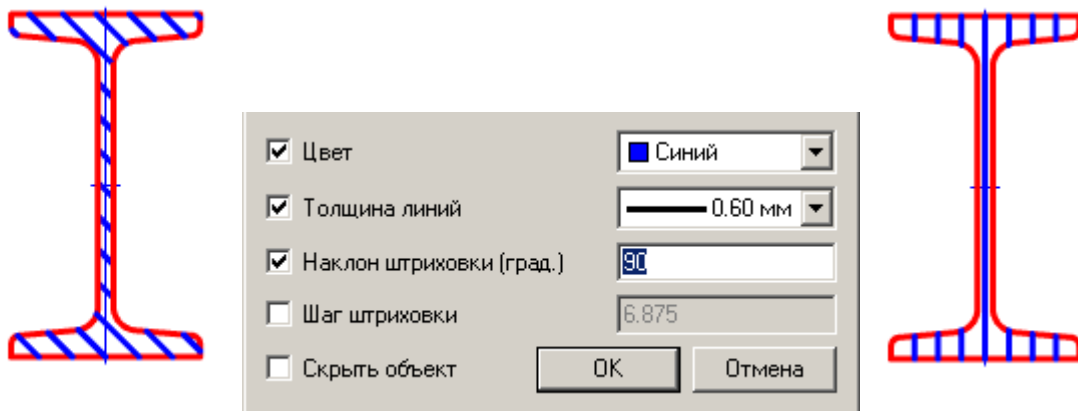 Цвет
Синий
Толщина линий
0.60 мм
Наклон штриховки (град.)
90
Шаг штриховки
6.875
Скрыть объект
OK
Отмена